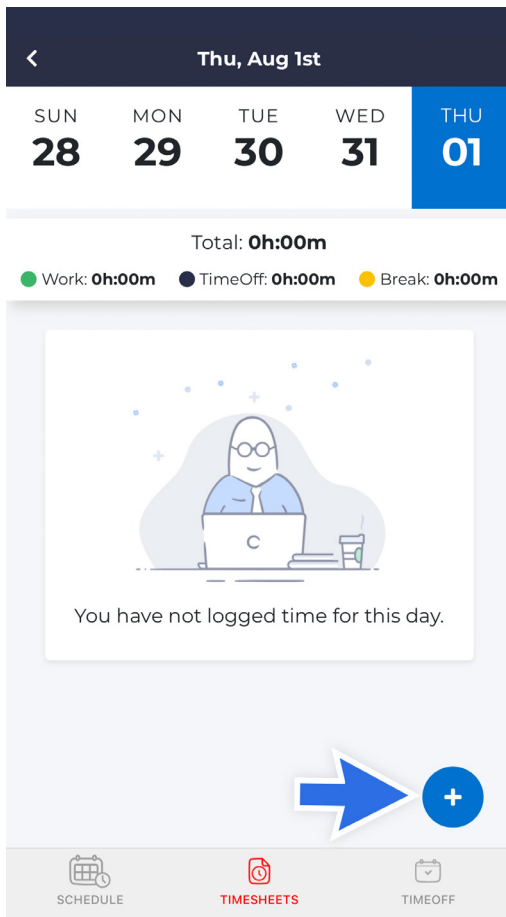 Thu, Aug 1st
SUN MON TUE WED THU
28 29 30 31 01
Total: 0h:00m
Work: 0h:00m TimeOff: 0h:00m Break: 0h:00m
C
You have not logged time for this day.
+
SCHEDULE TIMESHEETS TIMEOFF